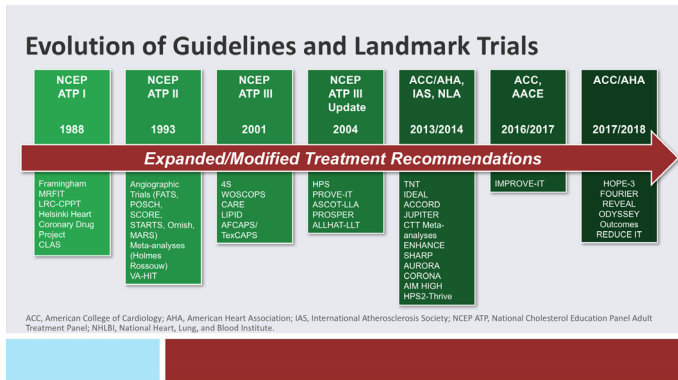 Evolution of Guidelines and Landmark Trials
NCEP
ATP I
1988
NCEP
ATP II
1993
NCEP
ATP III
2001
NCEP
ATP III
Update
2004
ACC/AHA,
IAS, NLA
2013/2014
ACC,
AACE
2016/2017
ACC/AHA
2017/2018
Expanded/Modified Treatment Recommendations
Framingham
MRFIT
LRC-CPPT
Helsinki Heart
Coronary Drug
Project
CLAS
Angiographic
Trials (FATS,
POSCH,
SCORE,
STARTS, Omish,
MARS)
Meta-analyses
(Holmes
Rossouw)
VA-HIT
4S
WOSCOPS
CARE
LIPID
AFCAPS/
TexCAPS
HPS
PROVE-IT
ASCOT-LLA
PROSPER
ALLHAT-LLT
TNT
IDEAL
ACCORD
JUPITER
CTT Meta-
analyses
ENHANCE
SHARP
AURORA
CORONA
AIM HIGH
HPS2-Thrive
IMPROVE-IT
HOPE-3
FOURIER
REVEAL
ODYSSEY
Outcomes
REDUCE IT
ACC, American College of Cardiology; AHA, American Heart Association; IAS, International Atherosclerosis Society; NCEP ATP, National Cholesterol Education Panel Adult
Treatment Panel; NHLBI, National Heart, Lung, and Blood Institute.